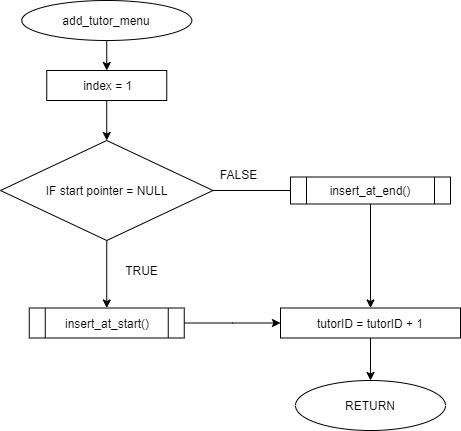 add_tutor_menu
index = 1
IF start pointer = NULL
FALSE
insert_at_end()
TRUE
insert_at_start()
tutorID = tutorID + 1
RETURN